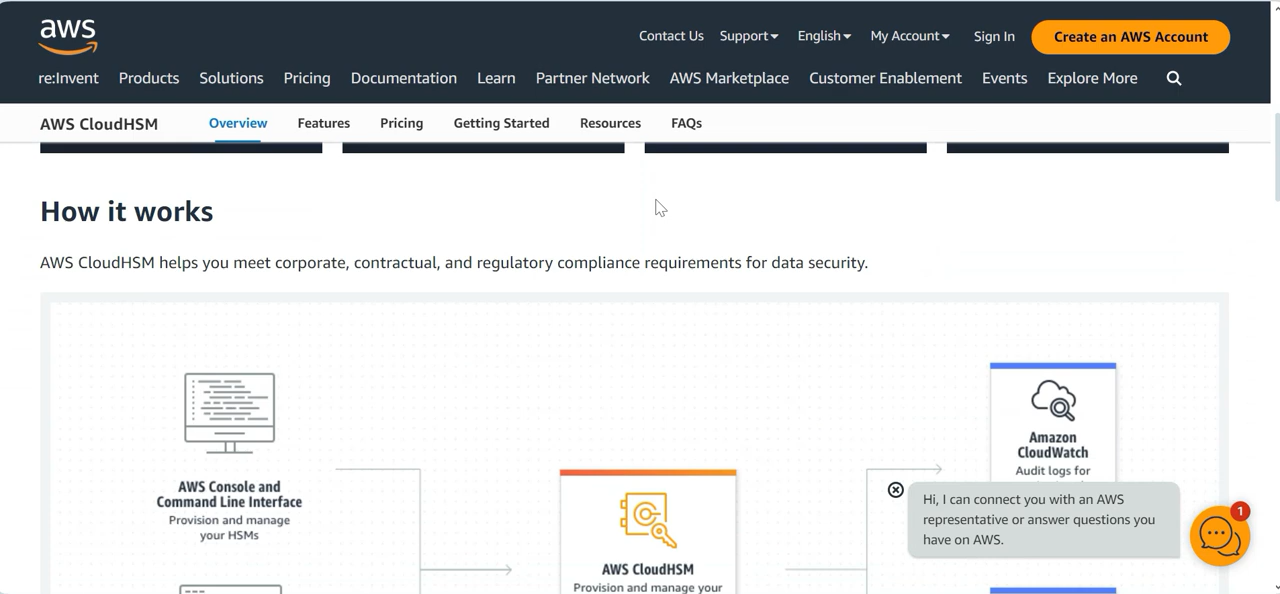 aws
Contact Us Support English My Account Sign In Create an AWS Account
re:Invent Products Solutions Pricing Documentation Learn Partner Network AWS Marketplace Customer Enablement Events Explore More
AWS CloudHSM Overview Features Pricing Getting Started Resources FAQs
How it works
AWS CloudHSM helps you meet corporate, contractual, and regulatory compliance requirements for data security.
AWS Console and
Command Line Interface
Provision and manage
your HSMs
AWS CloudHSM
Provision and manage your
Amazon
CloudWatch
Audit logs for
Hi, I can connect you with an AWS
representative or answer questions you
have on AWS.
1